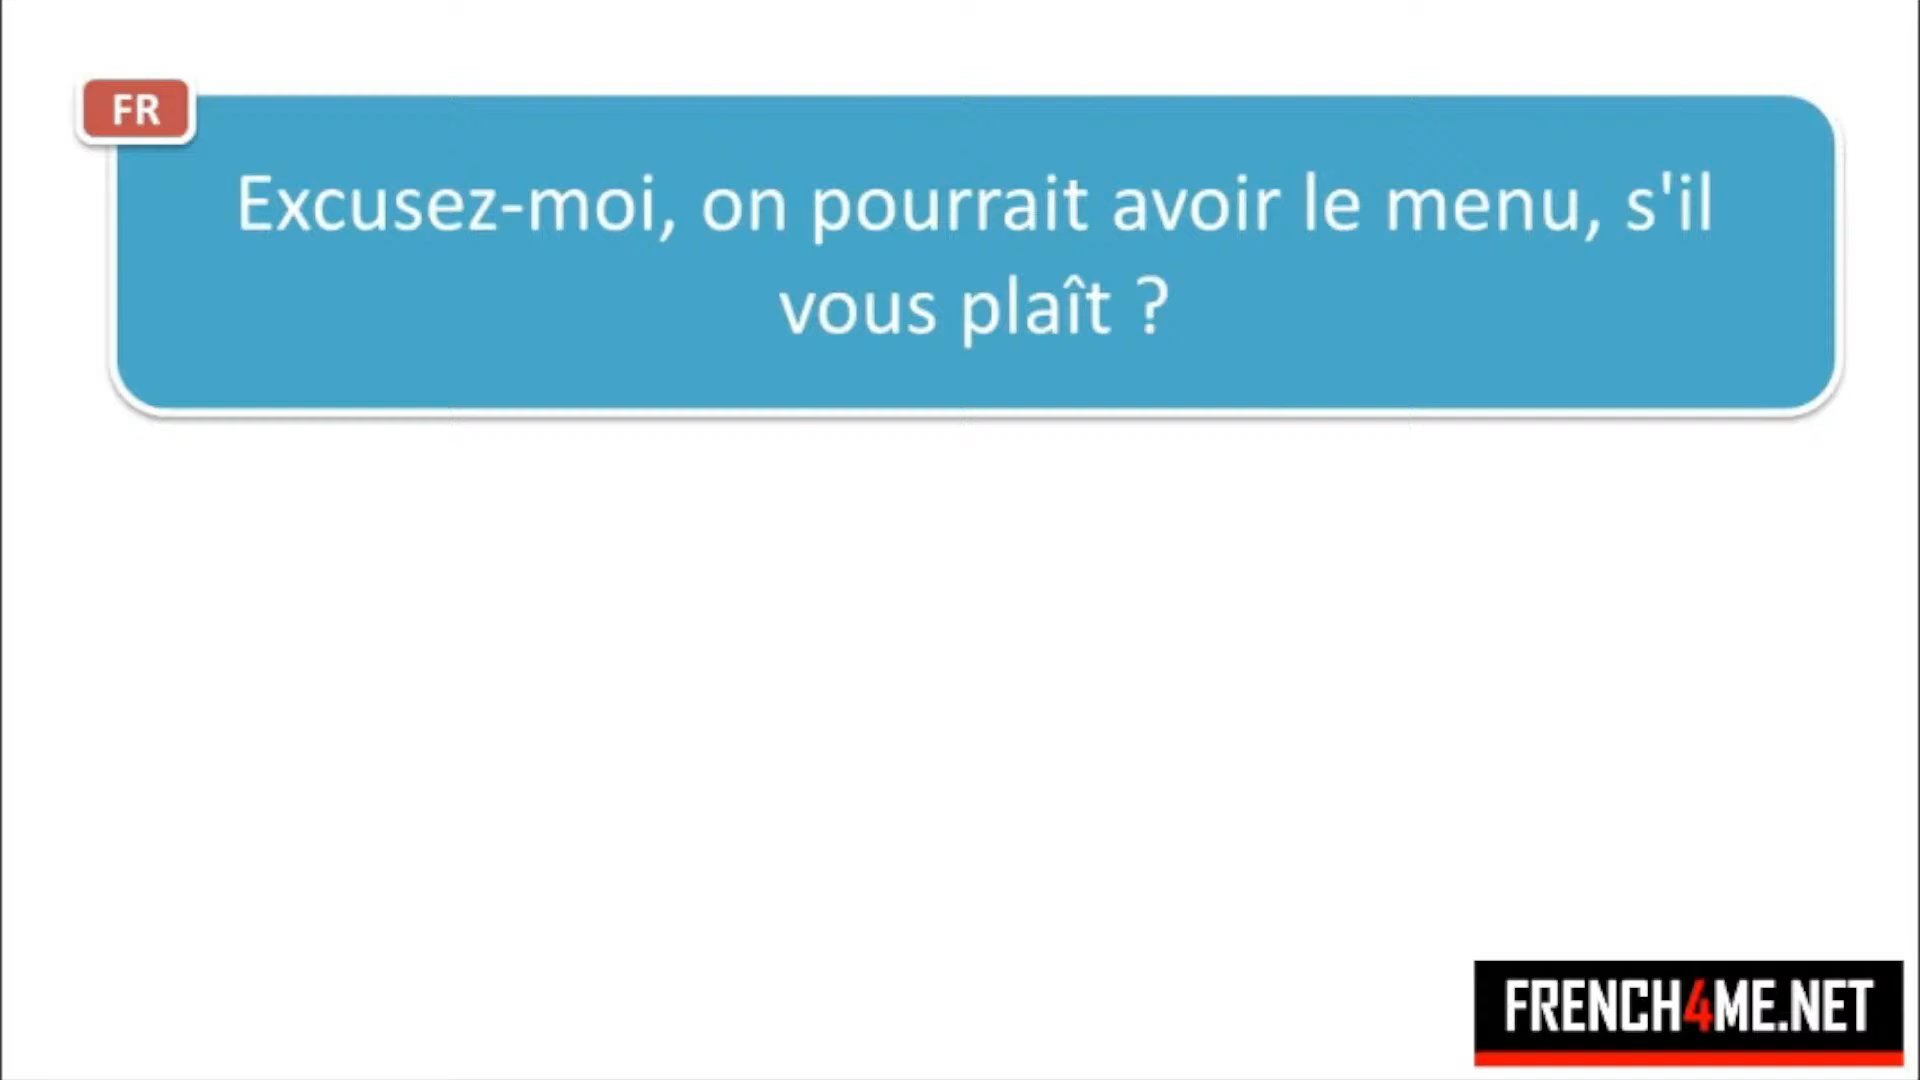 FR
Excusez-moi, on pourrait avoir le menu, s'il
vous plaît ?
FRENCH4ME.NET